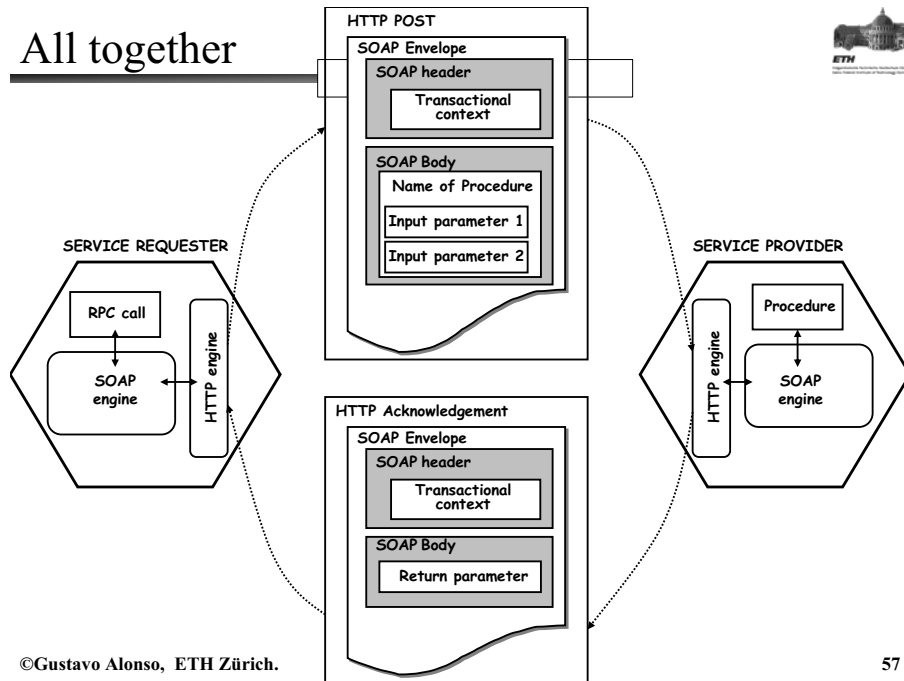 All together
ETH
HTTP POST
SOAP Envelope
SOAP header
Transactional
context
SOAP Body
Name of Procedure
Input parameter 1
Input parameter 2
SERVICE REQUESTER
RPC call
SOAP
engine
HTTP engine
SERVICE PROVIDER
HTTP engine
Procedure
SOAP
engine
HTTP Acknowledgement
SOAP Envelope
SOAP header
Transactional
context
SOAP Body
Return parameter
©Gustavo Alonso, ETH Zürich.
57